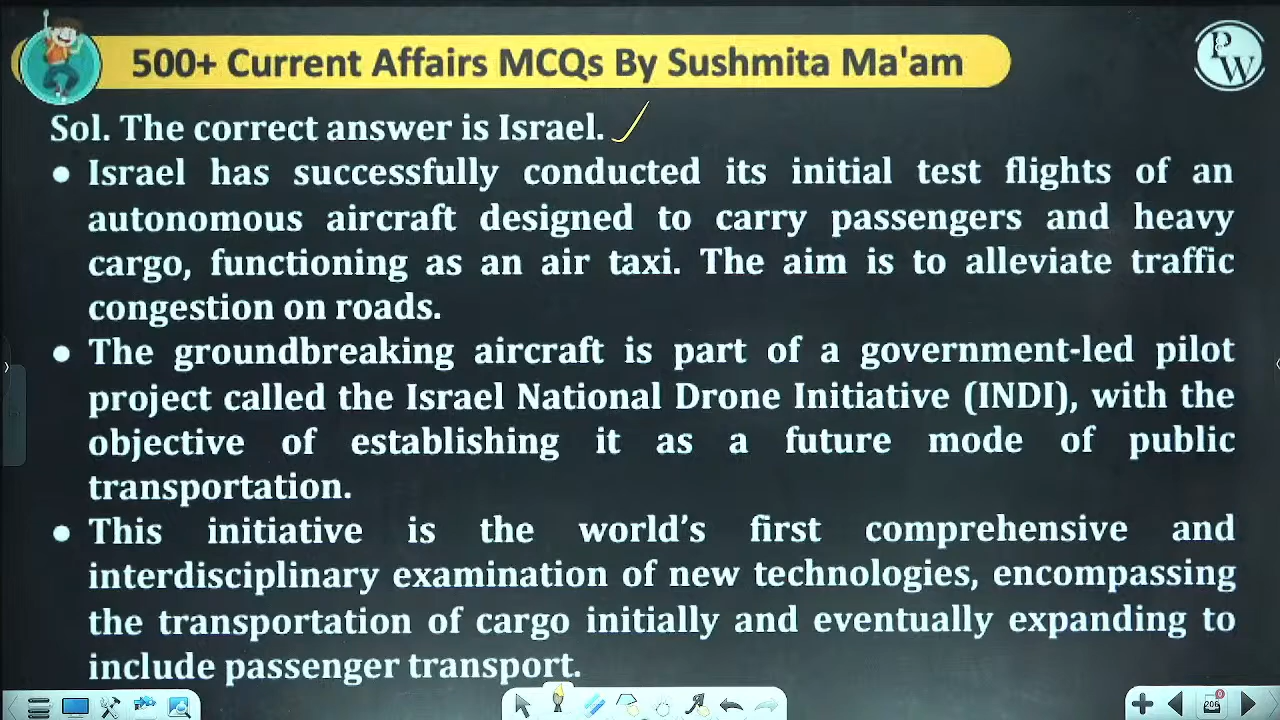 500+ Current Affairs MCQs By Sushmita Ma'am
PW
Sol. The correct answer is Israel.
● Israel has successfully conducted its initial test flights of an
autonomous aircraft designed to carry passengers and heavy
cargo, functioning as an air taxi. The aim is to alleviate traffic
congestion on roads.
● The groundbreaking aircraft is part of a government-led pilot
project called the Israel National Drone Initiative (INDI), with the
objective of establishing it as a future mode of public
transportation.
● This initiative is the world’s first comprehensive and
interdisciplinary examination of new technologies, encompassing
the transportation of cargo initially and eventually expanding to
include passenger transport.
206